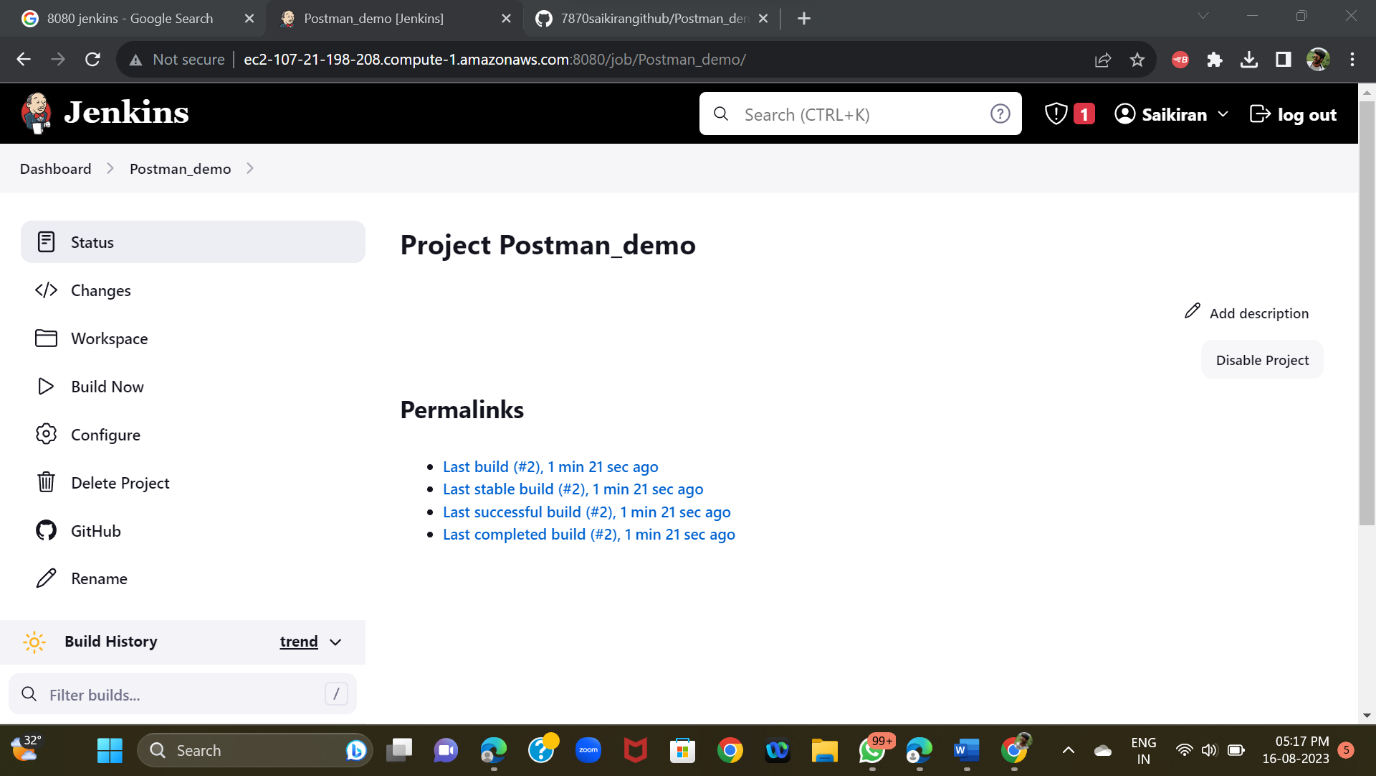 8080 jenkins - Google Search
Postman_demo [Jenkins]
7870saikirangithub/Postman_den
Not secure
ec2-107-21-198-208.compute-1.amazonaws.com:8080/job/Postman_demo/
Jenkins
Search (CTRL+K)
?
1
Saikiran
log out
Dashboard
Postman_demo
Status
Changes
Workspace
Build Now
Configure
Delete Project
GitHub
Rename
Build History
trend
Filter builds...
/
Project Postman_demo
Add description
Disable Project
Permalinks
Last build (#2), 1 min 21 sec ago
Last stable build (#2), 1 min 21 sec ago
Last successful build (#2), 1 min 21 sec ago
Last completed build (#2), 1 min 21 sec ago
32°
Search
zoom
99+
ENG
IN
05:17 PM
16-08-2023
5